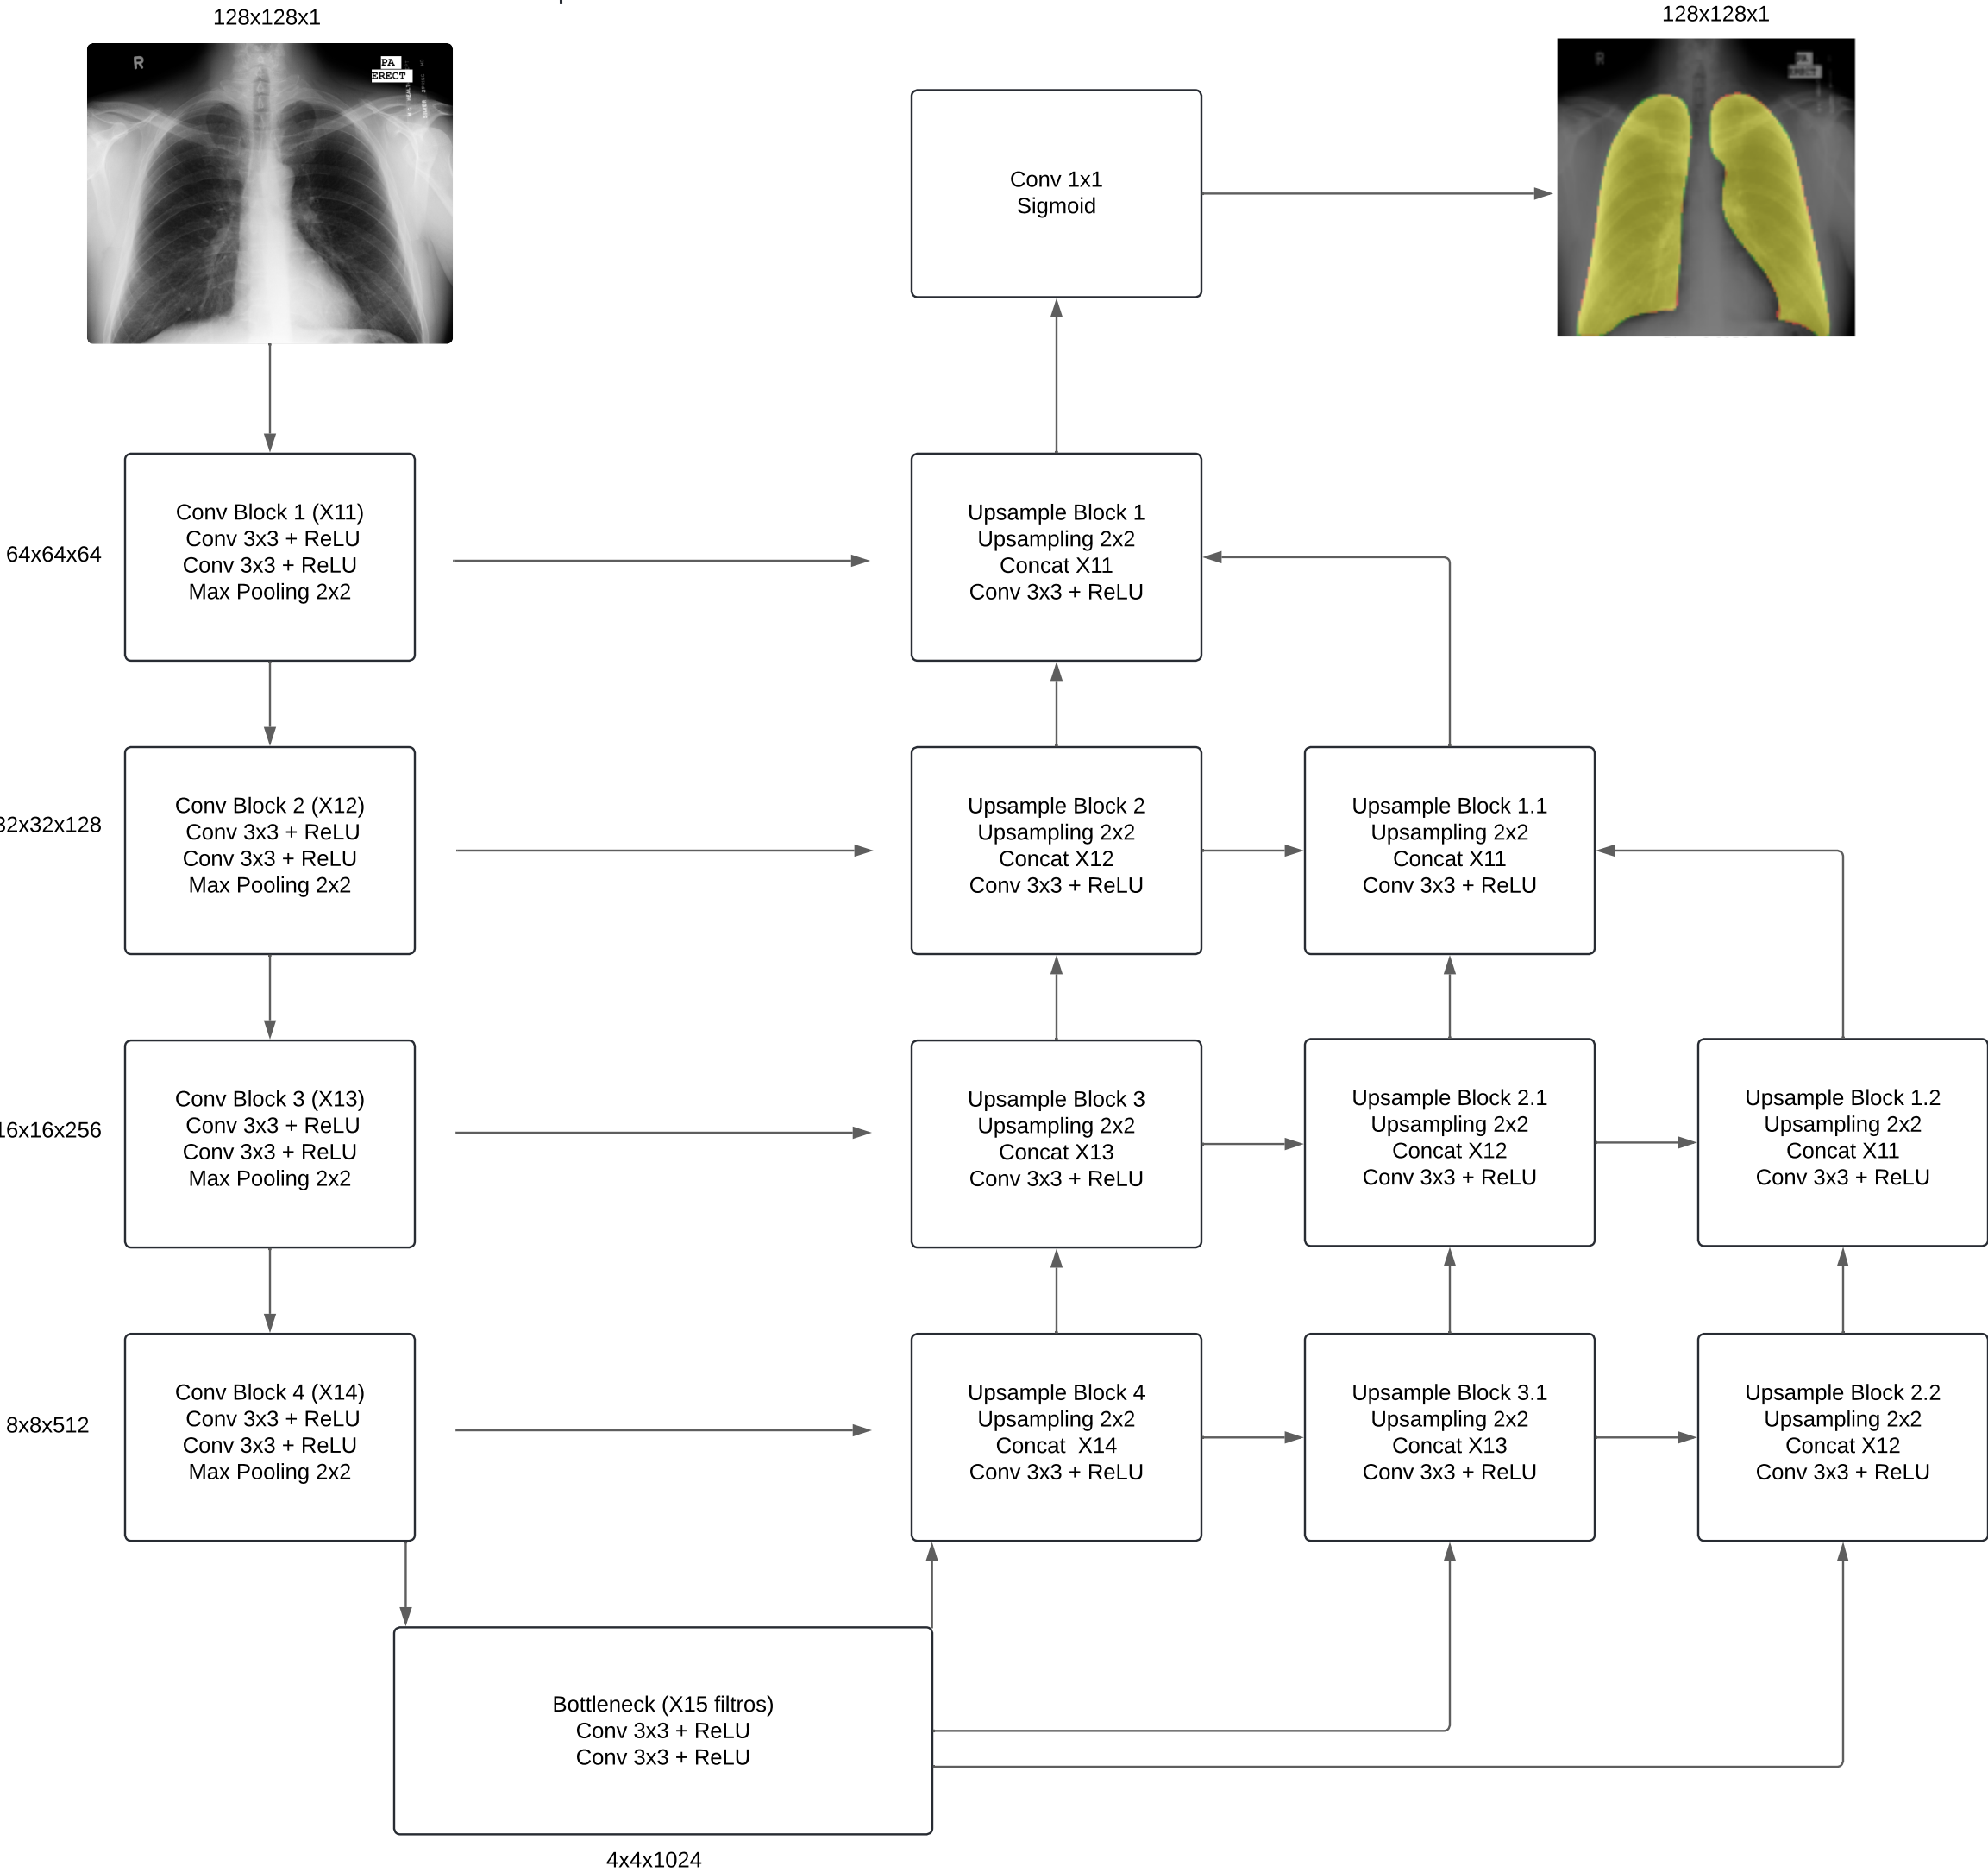 128x128x1
128x128x1
R
PA
ERECT
R
PA
ERECT
Conv 1x1
Sigmoid
64x64x64
Conv Block 1 (X11)
Conv 3x3 + ReLU
Conv 3x3 + ReLU
Max Pooling 2x2
Upsample Block 1
Upsampling 2x2
Concat X11
Conv 3x3 + ReLU
32x32x128
Conv Block 2 (X12)
Conv 3x3 + ReLU
Conv 3x3 + ReLU
Max Pooling 2x2
Upsample Block 2
Upsampling 2x2
Concat X12
Conv 3x3 + ReLU
Upsample Block 1.1
Upsampling 2x2
Concat X11
Conv 3x3 + ReLU
16x16x256
Conv Block 3 (X13)
Conv 3x3 + ReLU
Conv 3x3 + ReLU
Max Pooling 2x2
Upsample Block 3
Upsampling 2x2
Concat X13
Conv 3x3 + ReLU
Upsample Block 2.1
Upsampling 2x2
Concat X12
Conv 3x3 + ReLU
Upsample Block 1.2
Upsampling 2x2
Concat X11
Conv 3x3 + ReLU
8x8x512
Conv Block 4 (X14)
Conv 3x3 + ReLU
Conv 3x3 + ReLU
Max Pooling 2x2
Upsample Block 4
Upsampling 2x2
Concat X14
Conv 3x3 + ReLU
Upsample Block 3.1
Upsampling 2x2
Concat X13
Conv 3x3 + ReLU
Upsample Block 2.2
Upsampling 2x2
Concat X12
Conv 3x3 + ReLU
Bottleneck (X15 filtros)
Conv 3x3 + ReLU
Conv 3x3 + ReLU
4x4x1024